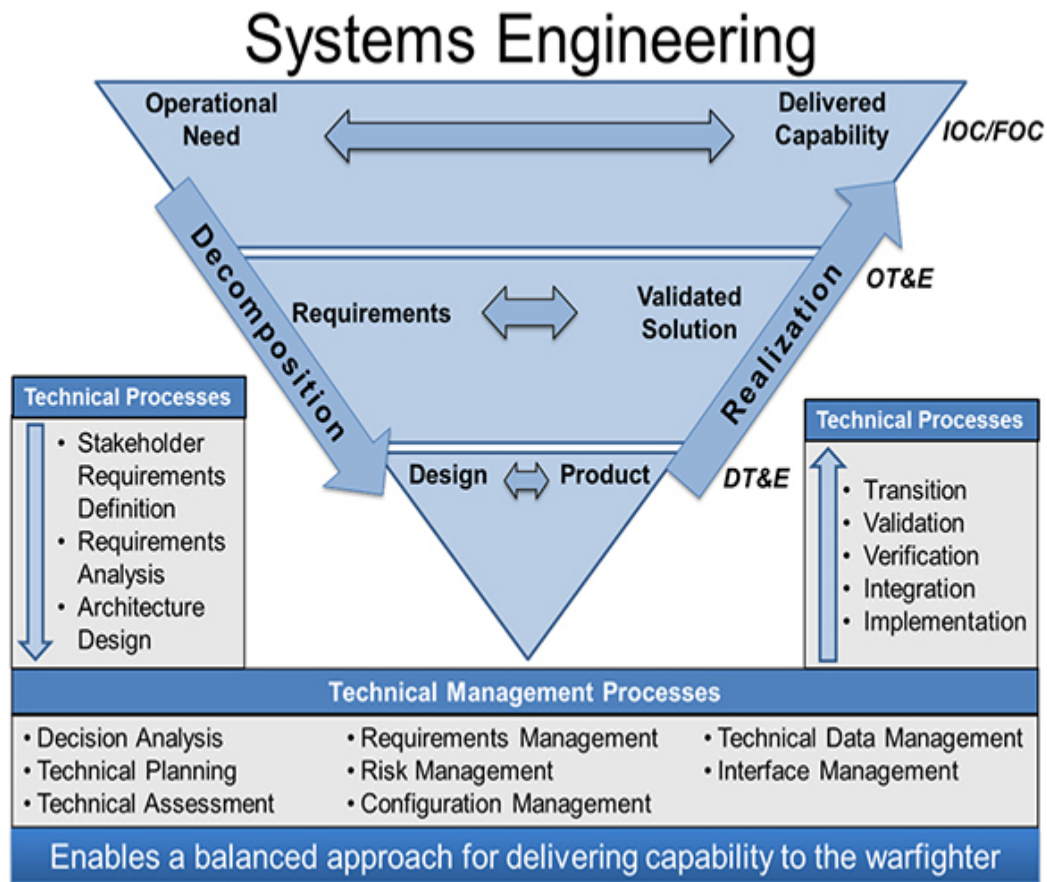 Systems Engineering
Operational
Need
Delivered
Capability
IOC/FOC
Decomposition
Realization
OT&E
Requirements
Validated
Solution
Design
Product
DT&E
Technical Processes
• Stakeholder
Requirements
Definition
• Requirements
Analysis
• Architecture
Design
Technical Processes
• Transition
• Validation
• Verification
• Integration
• Implementation
Technical Management Processes
• Decision Analysis
• Technical Planning
• Technical Assessment
• Requirements Management
• Risk Management
• Configuration Management
• Technical Data Management
• Interface Management
Enables a balanced approach for delivering capability to the warfighter